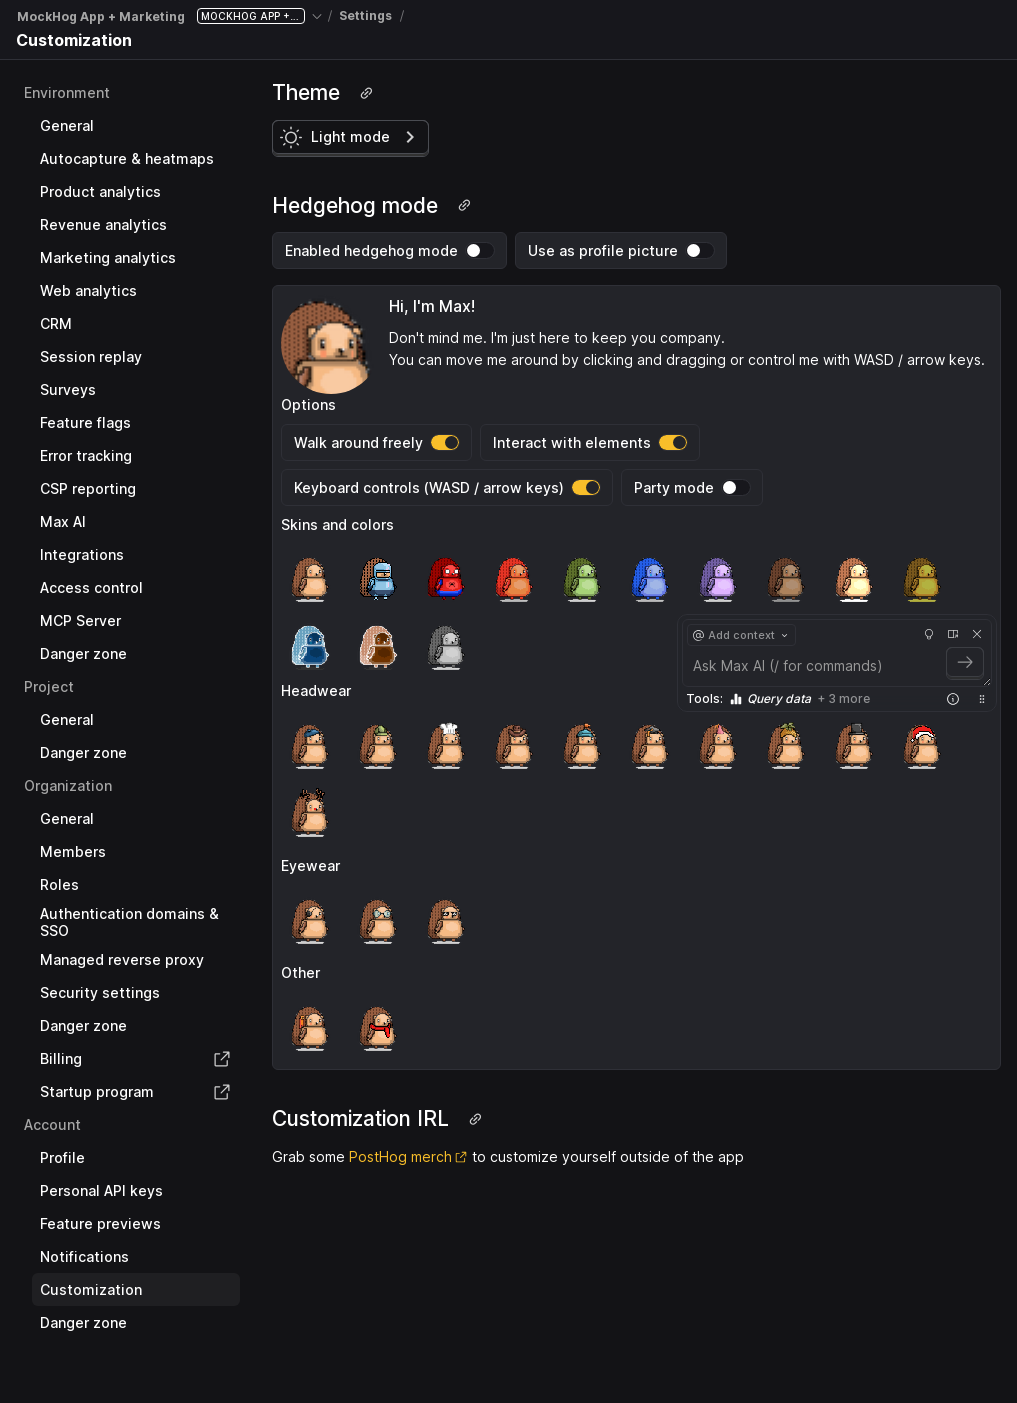 MockHog App + Marketing MOCKHOG APP +... / Settings /
Customization
Environment
General
Autocapture & heatmaps
Product analytics
Revenue analytics
Marketing analytics
Web analytics
CRM
Session replay
Surveys
Feature flags
Error tracking
CSP reporting
Max AI
Integrations
Access control
MCP Server
Danger zone
Project
General
Danger zone
Organization
General
Members
Roles
Authentication domains &
SSO
Managed reverse proxy
Security settings
Danger zone
Billing
Startup program
Account
Profile
Personal API keys
Feature previews
Notifications
Customization
Danger zone
Theme
Light mode
Hedgehog mode
Enabled hedgehog mode Use as profile picture
Hi, I'm Max!
Don't mind me. I'm just here to keep you company.
You can move me around by clicking and dragging or control me with WASD / arrow keys.
Options
Walk around freely Interact with elements
Keyboard controls (WASD / arrow keys) Party mode
Skins and colors
@ Add context
Ask Max AI (/ for commands)
Tools: Query data + 3 more
Headwear
Eyewear
Other
Customization IRL
Grab some PostHog merch to customize yourself outside of the app